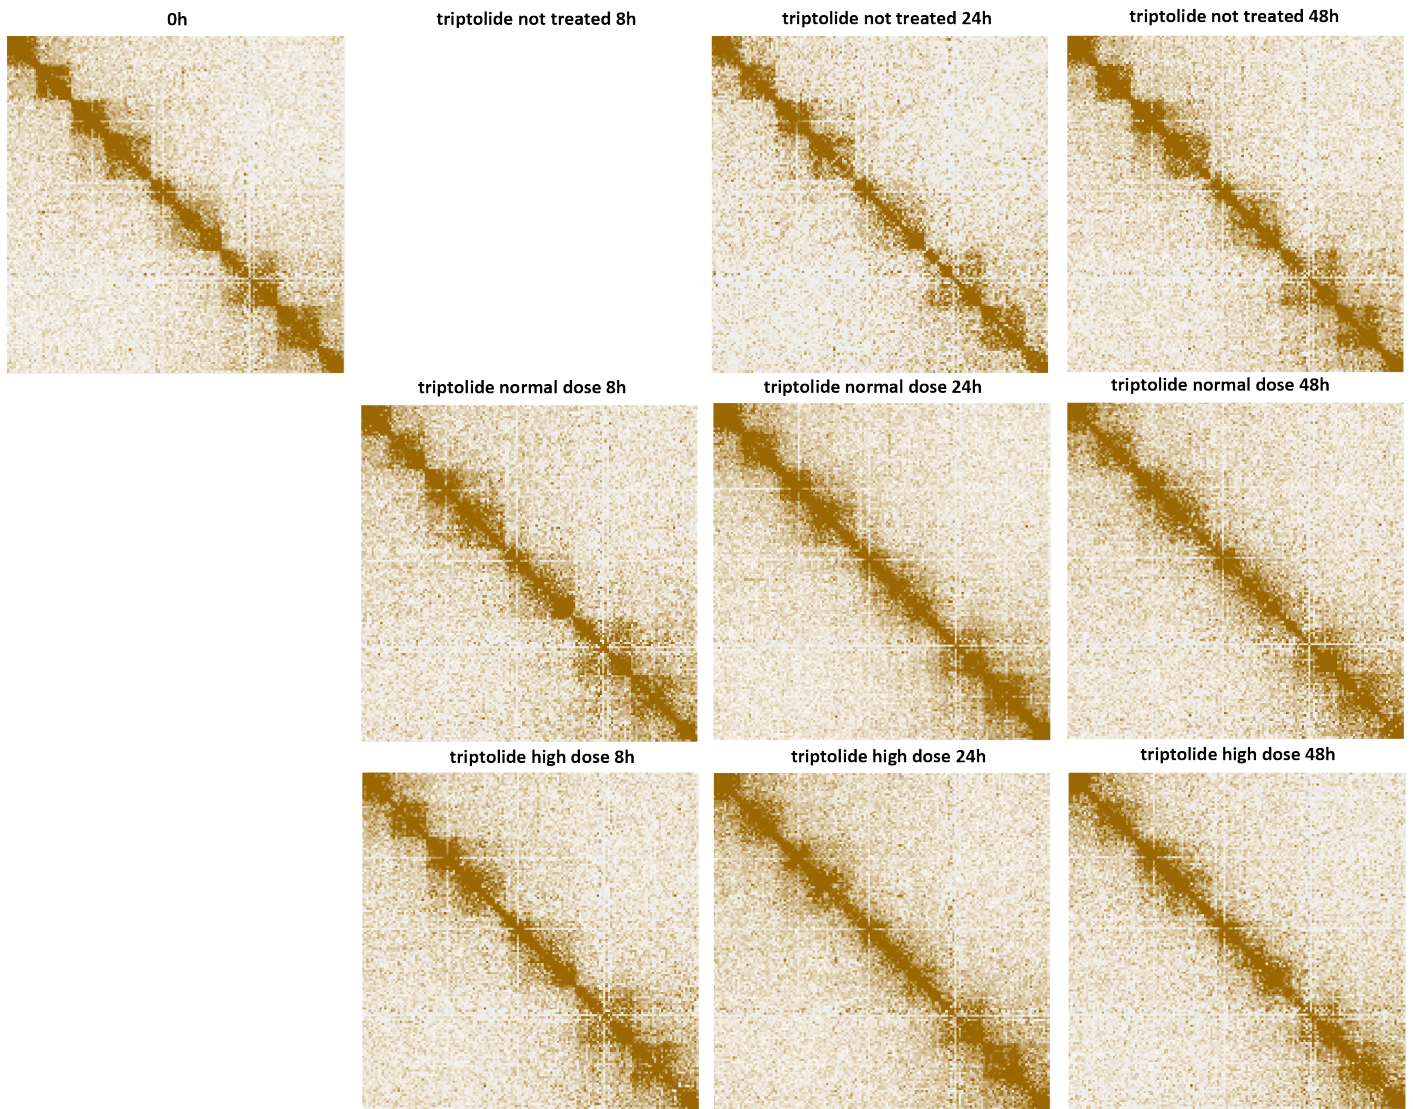 0h
triptolide not treated 8h
triptolide not treated 24h
triptolide not treated 48h
triptolide normal dose 8h
triptolide normal dose 24h
triptolide normal dose 48h
triptolide high dose 8h
triptolide high dose 24h
triptolide high dose 48h